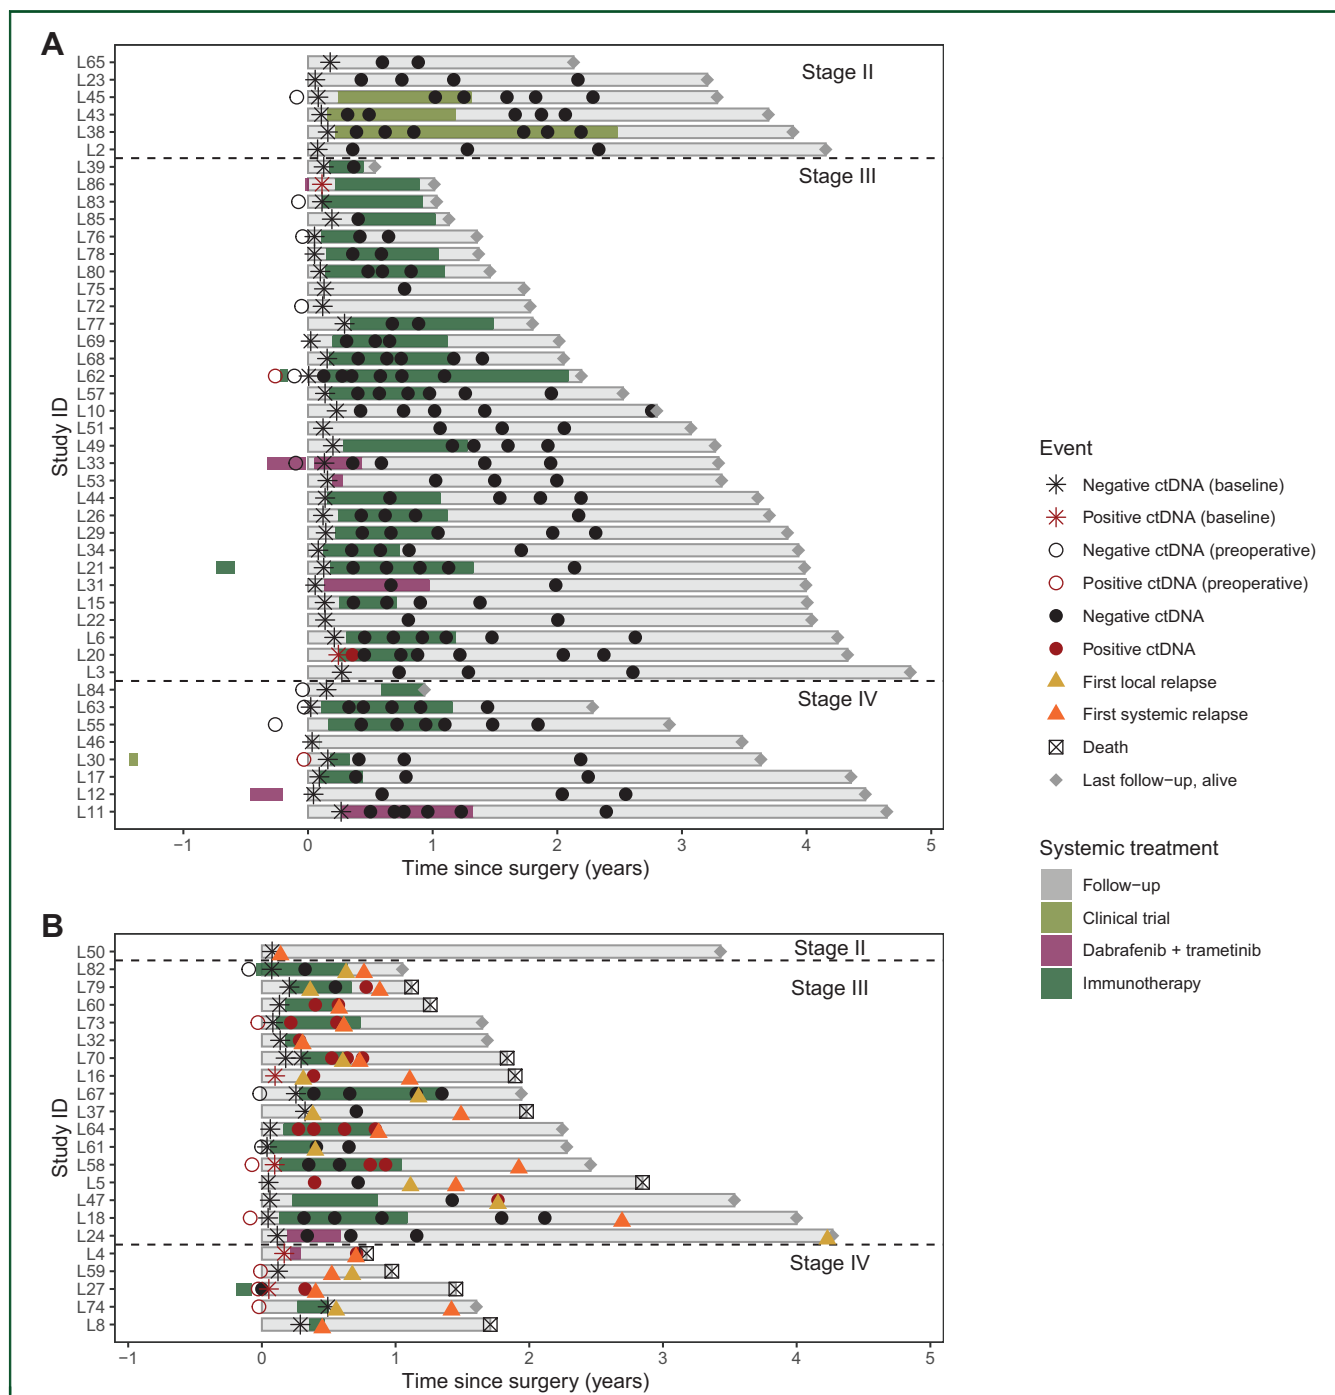 A
L65
Stage II
L23
L45
L43
L38
L2
L39
Stage III
L86
L83
L85
L76
L78
L80
L75
L72
L77
L69
L68
L62
L57
L10
L51
L49
L33
L53
L44
L26
L29
L34
L21
L31
L15
L22
L6
L20
L3
L84
Stage IV
L63
L55
L46
L30
L17
L12
L11
Study ID
−1 0 1 2 3 4 5
Time since surgery (years)
Event
Negative ctDNA (baseline)
Positive ctDNA (baseline)
Negative ctDNA (preoperative)
Positive ctDNA (preoperative)
Negative ctDNA
Positive ctDNA
First local relapse
First systemic relapse
Death
Last follow−up, alive
Systemic treatment
Follow−up
Clinical trial
Dabrafenib + trametinib
Immunotherapy
B
L50
Stage II
L82
L79
Stage III
L60
L73
L32
L70
L16
L67
L37
L64
L61
L58
L5
L47
L18
L24
L4
Stage IV
L59
L27
L74
L8
Study ID
−1 0 1 2 3 4 5
Time since surgery (years)